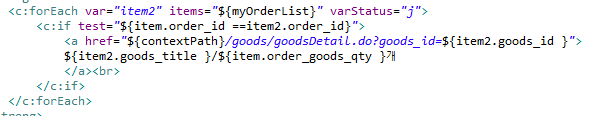 <c:forEach var="item2" items="${myOrderList}" varStatus="j">
<c:if test="${item.order_id ==item2.order_id}">
<a href="${contextPath}/goods/goodsDetail.do?goods_id=${item2.goods_id }">
${item2.goods_title }/${item.order_goods_qty }개
</a><br>
</c:if>
</c:forEach>